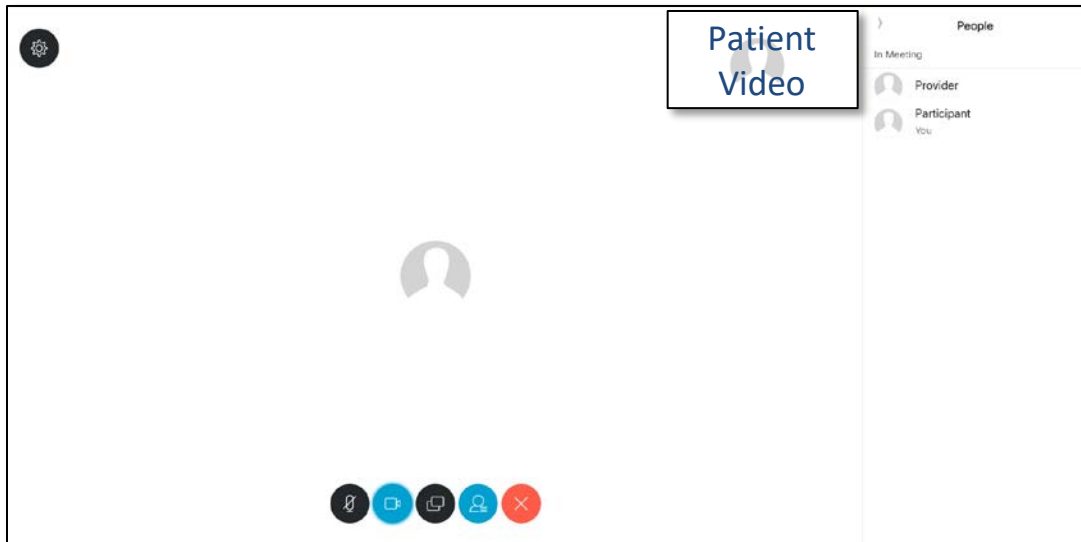 Patient
Video
People
In Meeting
Provider
Participant
You